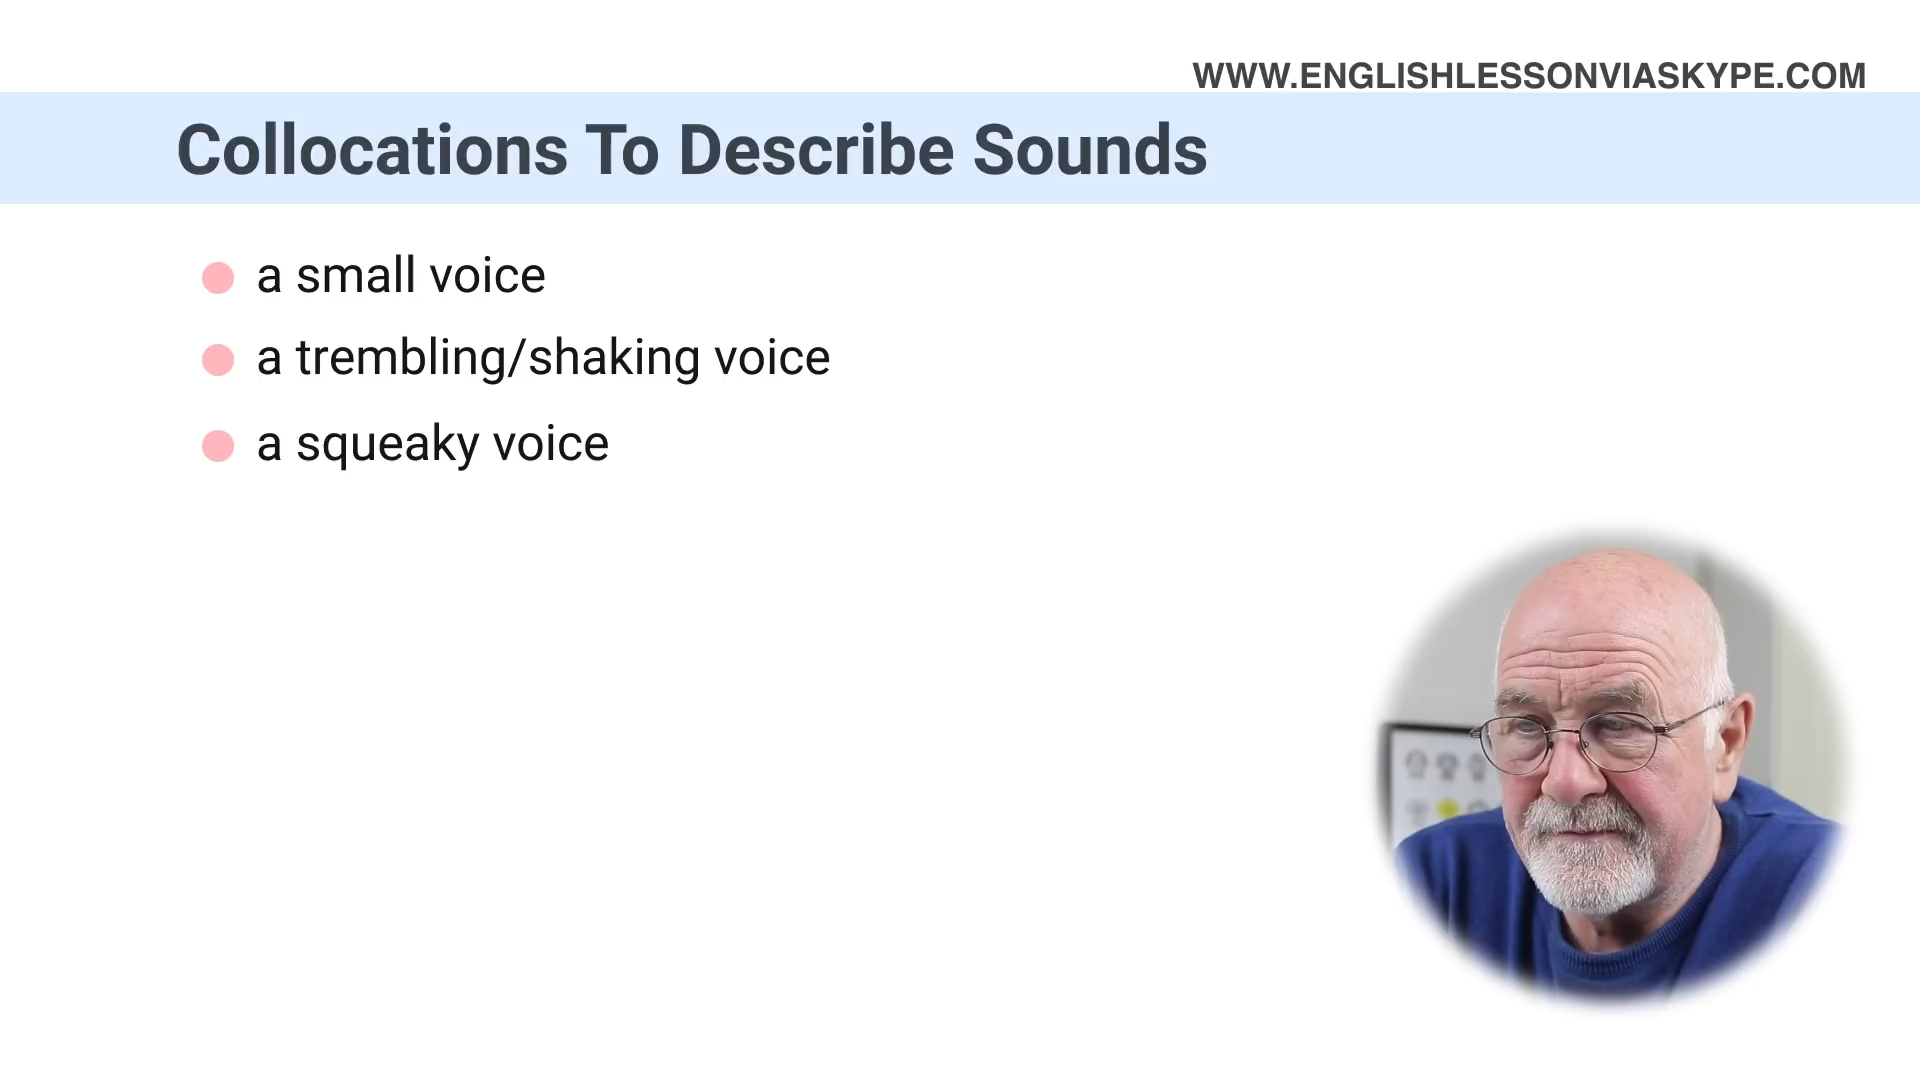 WWW.ENGLISHLESSONVIASKYPE.COM
Collocations To Describe Sounds
a small voice
a trembling/shaking voice
a squeaky voice